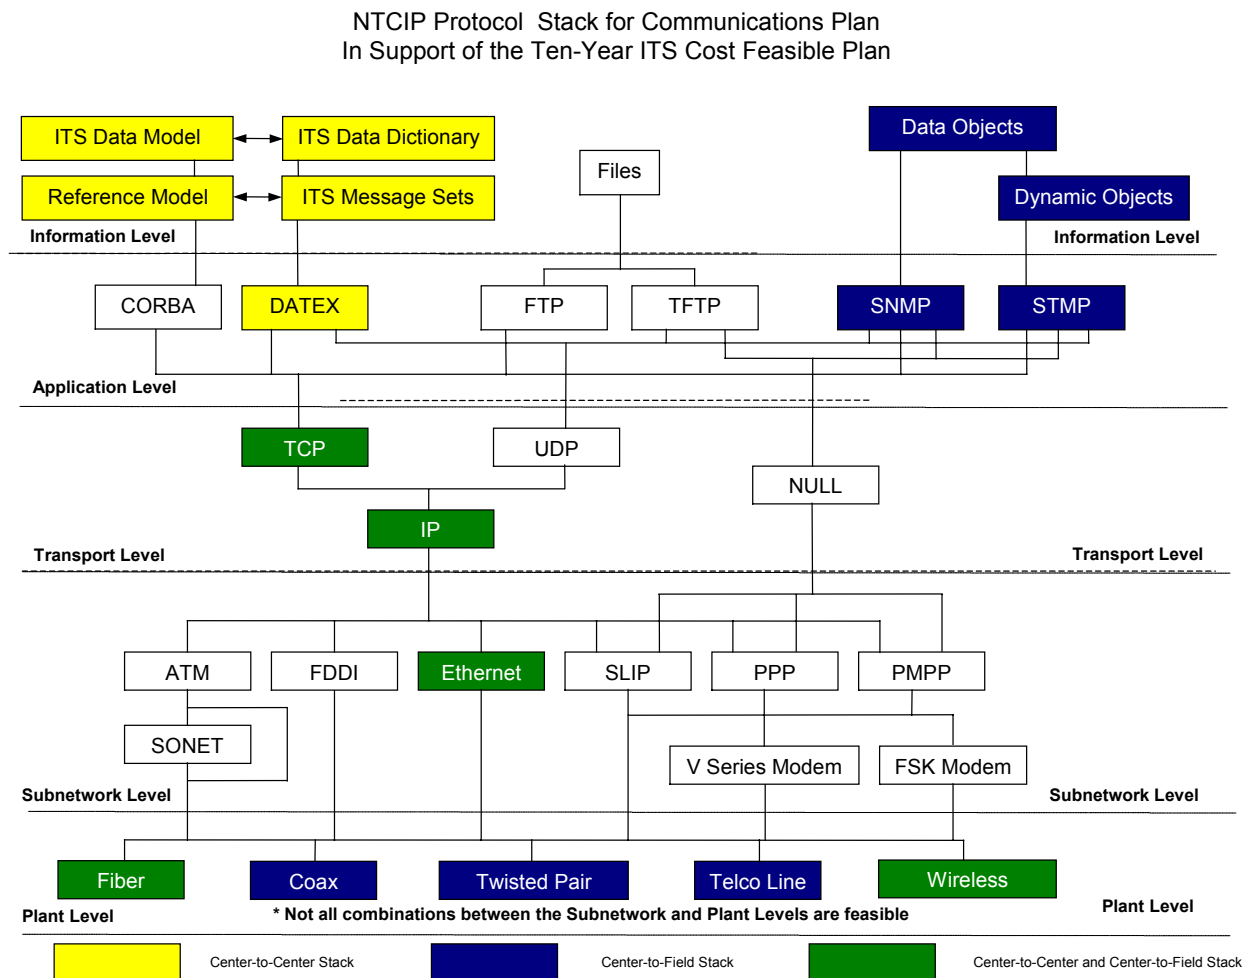 NTCIP Protocol Stack for Communications Plan
In Support of the Ten-Year ITS Cost Feasible Plan
ITS Data Model
ITS Data Dictionary
Data Objects
Files
Reference Model
ITS Message Sets
Dynamic Objects
Information Level
Information Level
CORBA
DATEX
FTP
TFTP
SNMP
STMP
Application Level
TCP
UDP
NULL
IP
Transport Level
Transport Level
ATM
FDDI
Ethernet
SLIP
PPP
PMPP
SONET
V Series Modem
FSK Modem
Subnetwork Level
Subnetwork Level
Fiber
Coax
Twisted Pair
Telco Line
Wireless
Plant Level
* Not all combinations between the Subnetwork and Plant Levels are feasible
Plant Level
Center-to-Center Stack
Center-to-Field Stack
Center-to-Center and Center-to-Field Stack